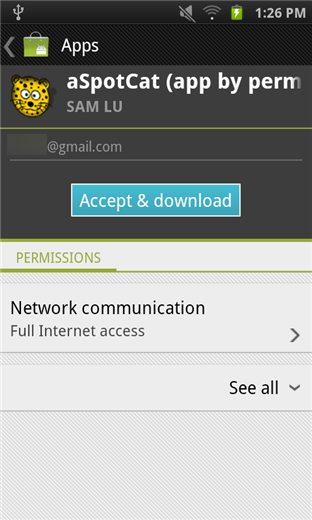 1:26 PM
Apps
aSpotCat (app by perm
SAM LU
@gmail.com
Accept & download
PERMISSIONS
Network communication
Full Internet access
See all